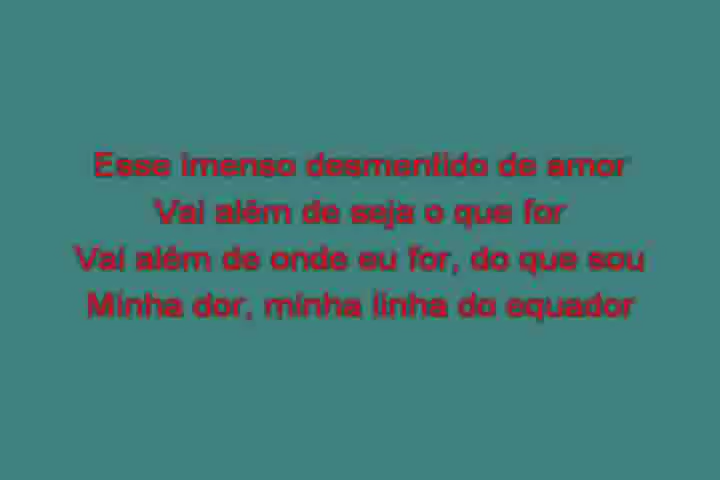 Esse imenso desmentido de amor
Vai além de seja o que for
Vai além de onde eu for, do que sou
Minha dor, minha linha do equador